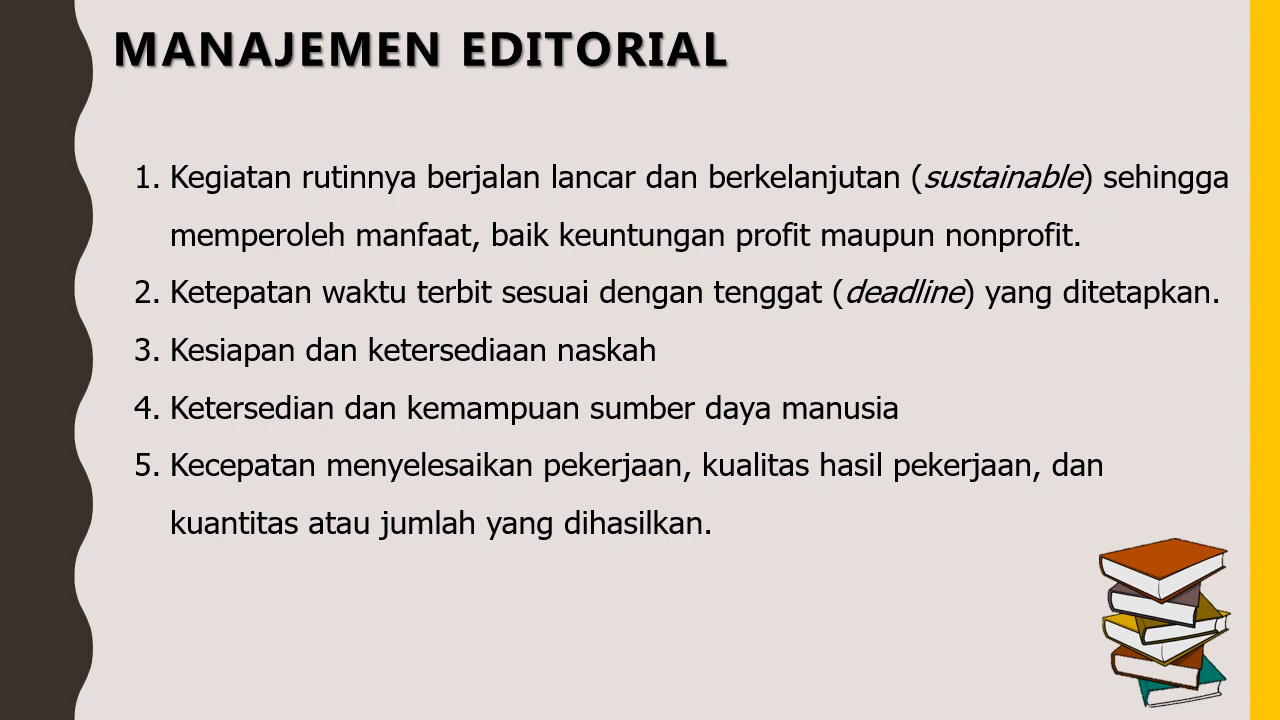 MANAJEMEN EDITORIAL
1. Kegiatan rutinnya berjalan lancar dan berkelanjutan (sustainable) sehingga
memperoleh manfaat, baik keuntungan profit maupun nonprofit.
2. Ketepatan waktu terbit sesuai dengan tenggat (deadline) yang ditetapkan.
3. Kesiapan dan ketersediaan naskah
4. Ketersedian dan kemampuan sumber daya manusia
5. Kecepatan menyelesaikan pekerjaan, kualitas hasil pekerjaan, dan
kuantitas atau jumlah yang dihasilkan.